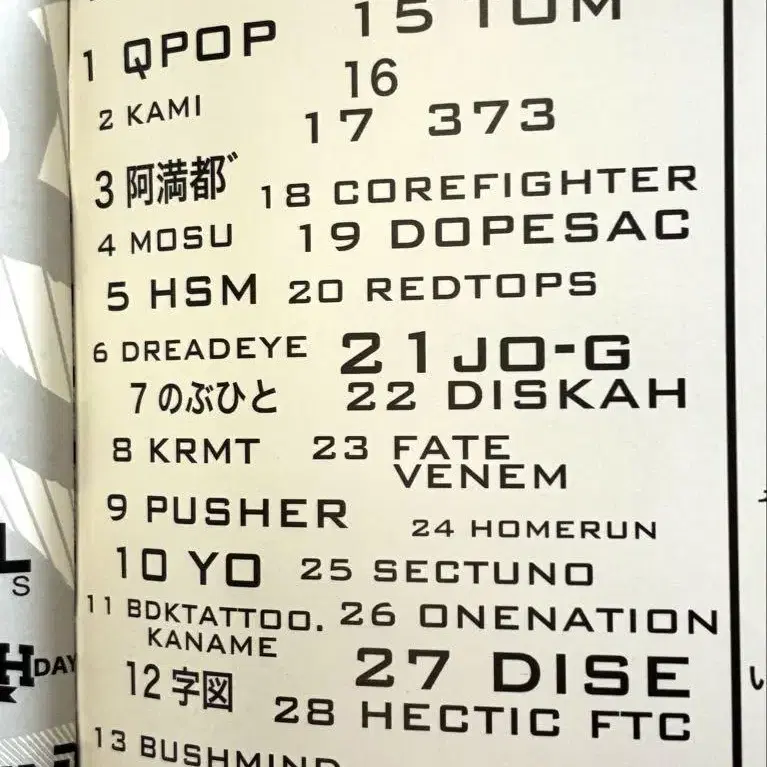 1 QPOP
2 KAMI
3 阿満都゛
4 MOSU
5 HSM
6 DREADEYE
7 のぶひと
8 KRMT
9 PUSHER
10 YO
11 BDKTATTOO.
KANAME
12 字図
13 BUSHMIND
15 TOM
16
17 373
18 COREFIGHTER
19 DOPESAC
20 REDTOPS
21 JO-G
22 DISKAH
23 FATE
VENEM
24 HOMERUN
25 SECTUNO
26 ONENATION
27 DISE
28 HECTIC FTC
L
S
H DAY
い